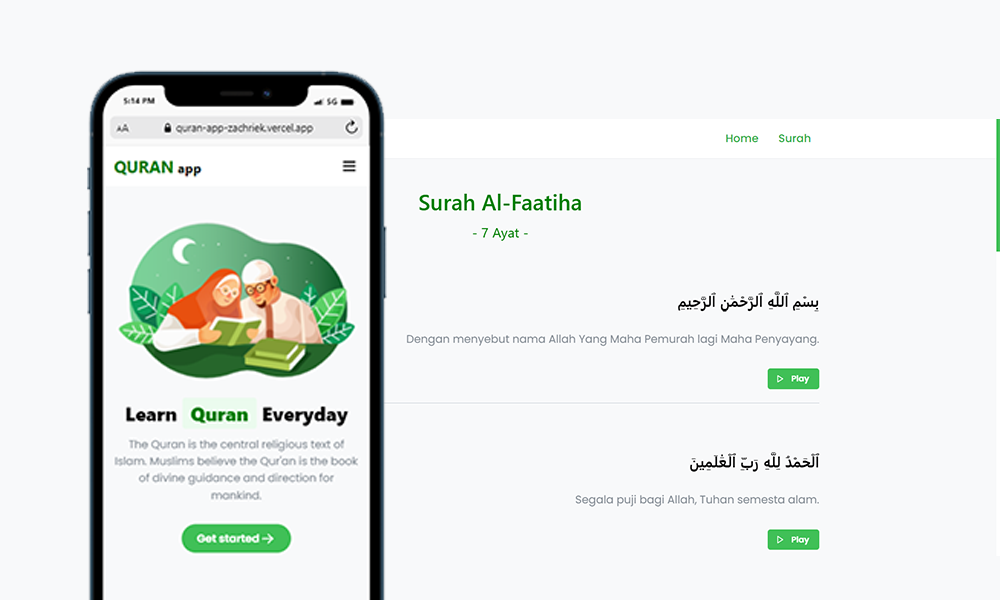 5:14 PM
5G
AA
quran-app-zachriek.vercel.app
QURAN app
Learn Quran Everyday
The Quran is the central religious text of
Islam. Muslims believe the Qur'an is the book
of divine guidance and direction for
mankind.
Get started →
Home Surah
Surah Al-Faatiha
- 7 Ayat -
بِسْمِ ٱللَّهِ ٱلرَّحْمَٰنِ ٱلرَّحِيمِ
Dengan menyebut nama Allah Yang Maha Pemurah lagi Maha Penyayang.
Play
ٱلْحَمْدُ لِلَّهِ رَبِّ ٱلْعَٰلَمِينَ
Segala puji bagi Allah, Tuhan semesta alam.
Play